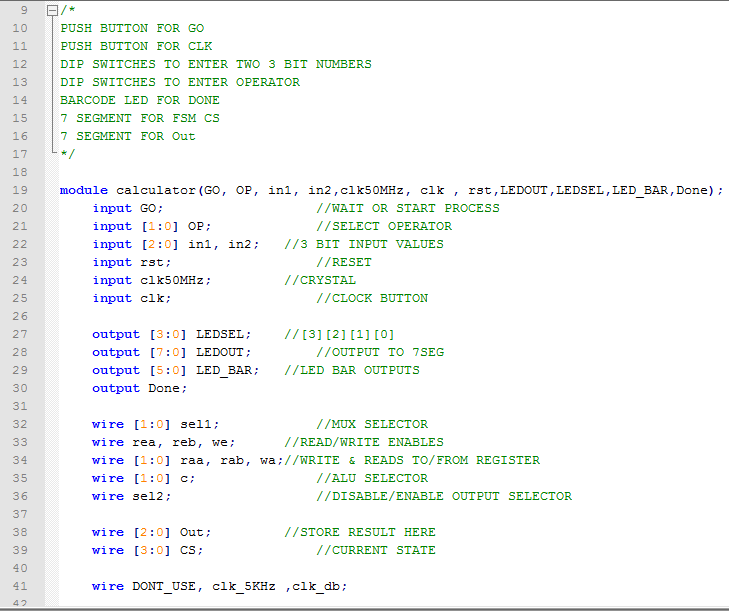 9 /*
10 PUSH BUTTON FOR GO
11 PUSH BUTTON FOR CLK
12 DIP SWITCHES TO ENTER TWO 3 BIT NUMBERS
13 DIP SWITCHES TO ENTER OPERATOR
14 BARCODE LED FOR DONE
15 7 SEGMENT FOR FSM CS
16 7 SEGMENT FOR Out
17 */
18
19 module calculator(GO, OP, in1, in2,clk50MHz, clk , rst,LEDOUT,LEDSEL,LED_BAR,Done);
20 input GO; //WAIT OR START PROCESS
21 input [1:0] OP; //SELECT OPERATOR
22 input [2:0] in1, in2; //3 BIT INPUT VALUES
23 input rst; //RESET
24 input clk50MHz; //CRYSTAL
25 input clk; //CLOCK BUTTON
26
27 output [3:0] LEDSEL; //[3][2][1][0]
28 output [7:0] LEDOUT; //OUTPUT TO 7SEG
29 output [5:0] LED_BAR; //LED BAR OUTPUTS
30 output Done;
31
32 wire [1:0] sel1; //MUX SELECTOR
33 wire rea, reb, we; //READ/WRITE ENABLES
34 wire [1:0] raa, rab, wa;//WRITE & READS TO/FROM REGISTER
35 wire [1:0] c; //ALU SELECTOR
36 wire sel2; //DISABLE/ENABLE OUTPUT SELECTOR
37
38 wire [2:0] Out; //STORE RESULT HERE
39 wire [3:0] CS; //CURRENT STATE
40
41 wire DONT_USE, clk_5KHz ,clk_db;
42